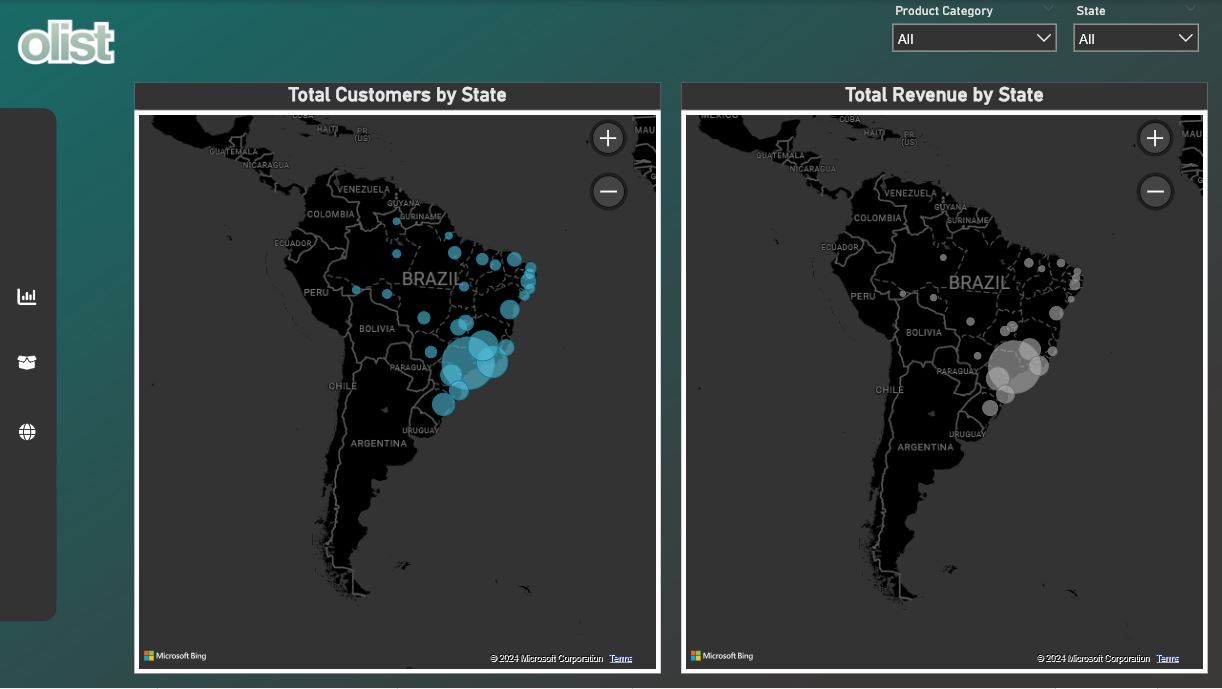 olist
Product Category
State
All
All
Total Customers by State
Total Revenue by State
CUBA
HAITI
PR
(US)
MAU
GUATEMALA
NICARAGUA
VENEZUELA
GUYANA
COLOMBIA
SURINAME
ECUADOR
BRAZIL
PERU
BOLIVIA
PARAGUAY
CHILE
URUGUAY
ARGENTINA
Microsoft Bing
© 2024 Microsoft Corporation Terms
MEXICO
CUBA
HAITI
PR
(US)
MAU
GUATEMALA
NICARAGUA
VENEZUELA
GUYANA
COLOMBIA
SURINAME
ECUADOR
BRAZIL
PERU
BOLIVIA
PARAGUAY
CHILE
URUGUAY
ARGENTINA
Microsoft Bing
© 2024 Microsoft Corporation Terms